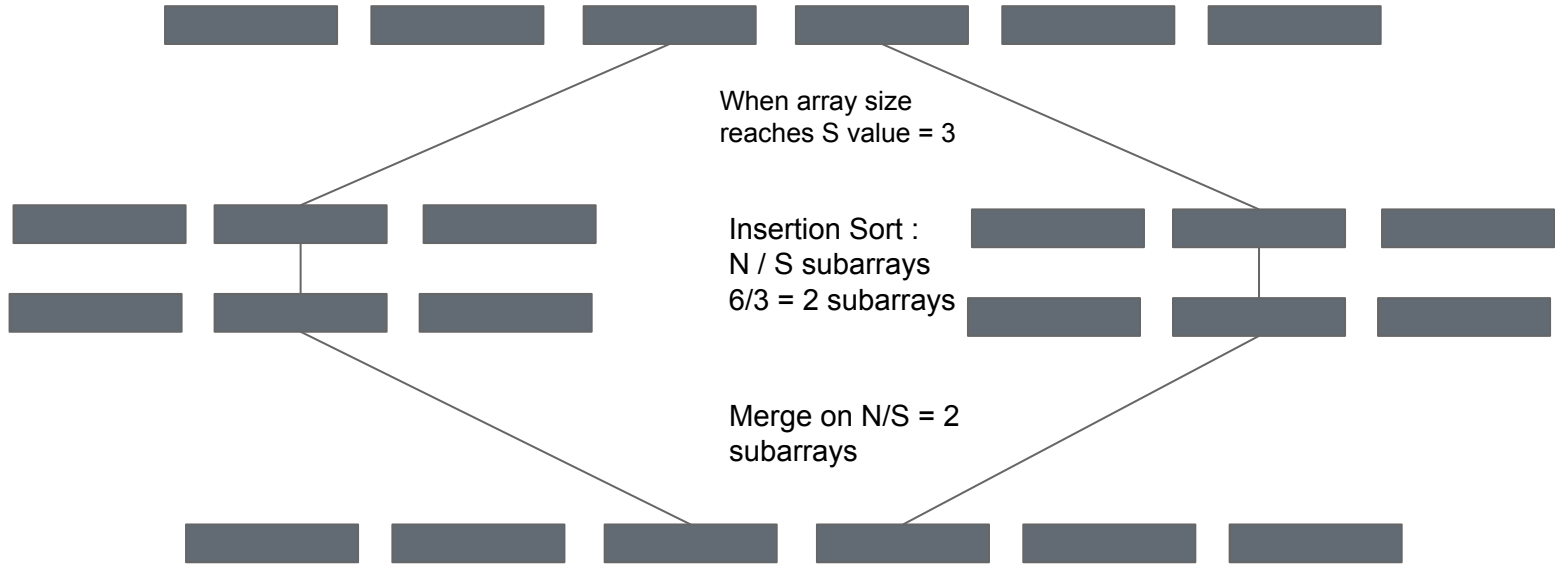 When array size
reaches S value = 3
Insertion Sort :
N / S subarrays
6/3 = 2 subarrays
Merge on N/S = 2
subarrays